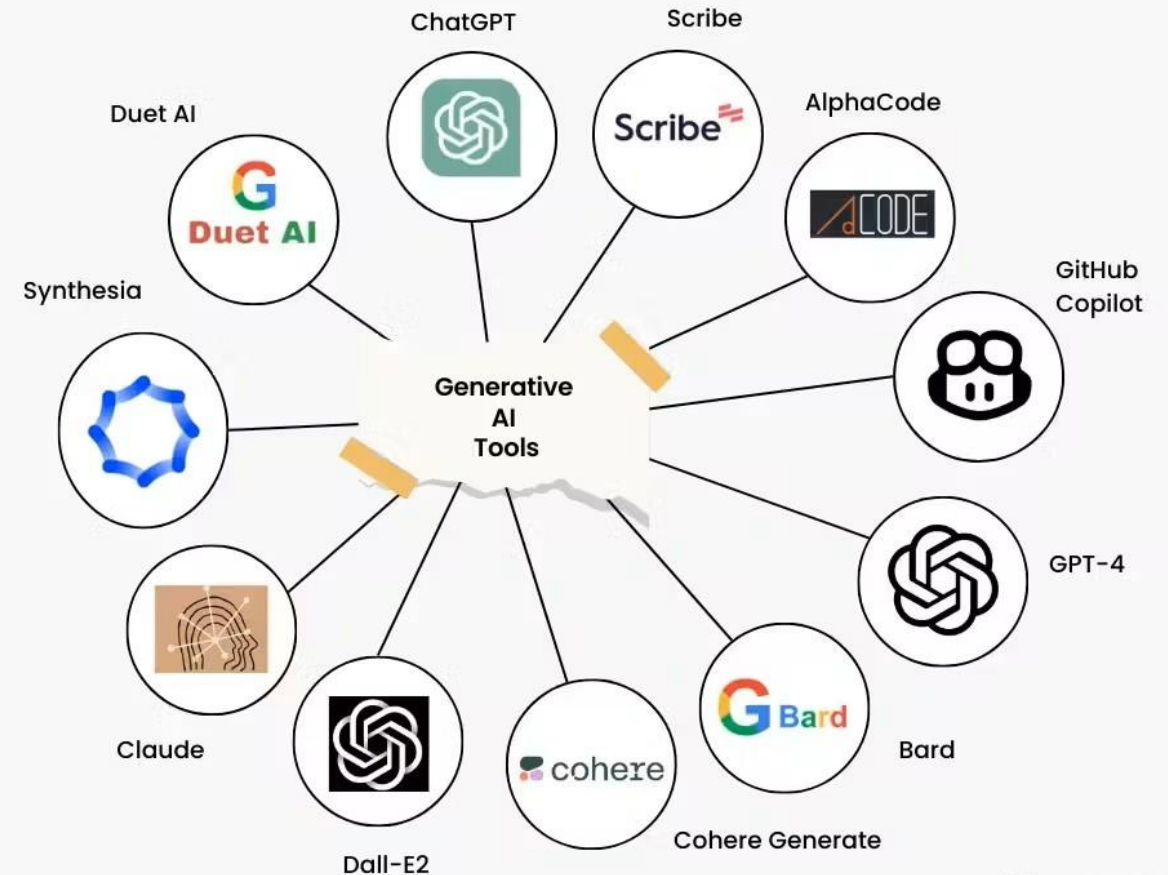 ChatGPT
Scribe
Scribe
AlphaCode
Duet AI
G
Duet AI
ACODE
GitHub
Copilot
Synthesia
Generative
AI
Tools
GPT-4
G Bard
Bard
Claude
cohere
Cohere Generate
Dall-E2